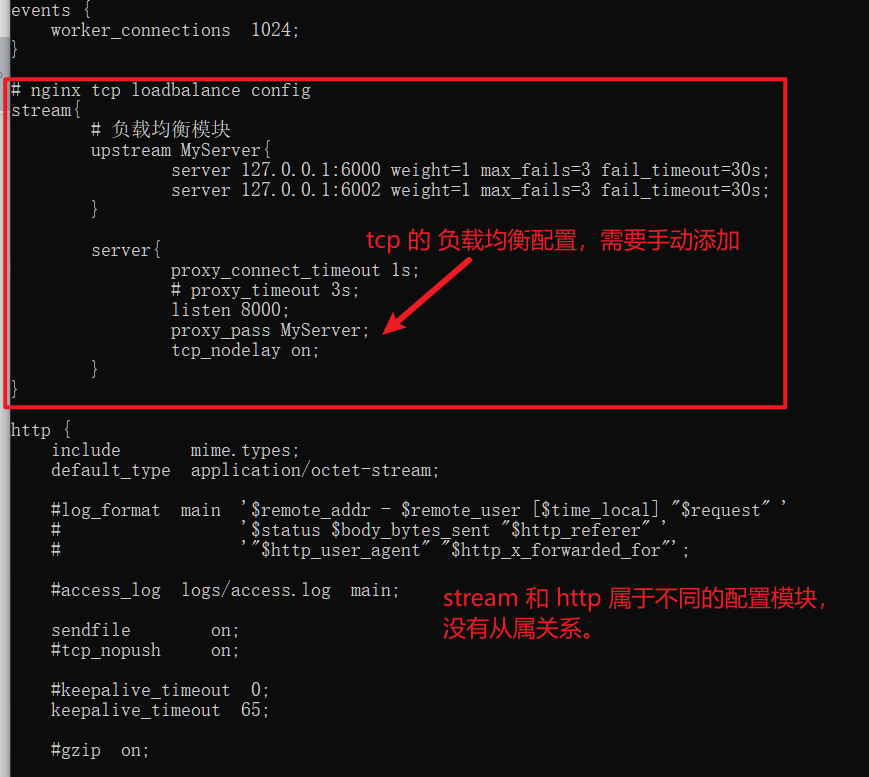 events {
    worker_connections  1024;
}
# nginx tcp loadbalance config
stream{
        # 负载均衡模块
        upstream MyServer{
                server 127.0.0.1:6000 weight=1 max_fails=3 fail_timeout=30s;
                server 127.0.0.1:6002 weight=1 max_fails=3 fail_timeout=30s;
        }
tcp 的 负载均衡配置，需要手动添加
        server{
                proxy_connect_timeout 1s;
                # proxy_timeout 3s;
                listen 8000;
                proxy_pass MyServer;
                tcp_nodelay on;
        }
}
http {
    include       mime.types;
    default_type  application/octet-stream;
    #log_format  main  '$remote_addr - $remote_user [$time_local] "$request" '
    #                  '$status $body_bytes_sent "$http_referer" '
    #                  '"$http_user_agent" "$http_x_forwarded_for"';
    #access_log  logs/access.log  main;
stream 和 http 属于不同的配置模块，
没有从属关系。
    sendfile        on;
    #tcp_nopush     on;
    #keepalive_timeout  0;
    keepalive_timeout  65;
    #gzip  on;